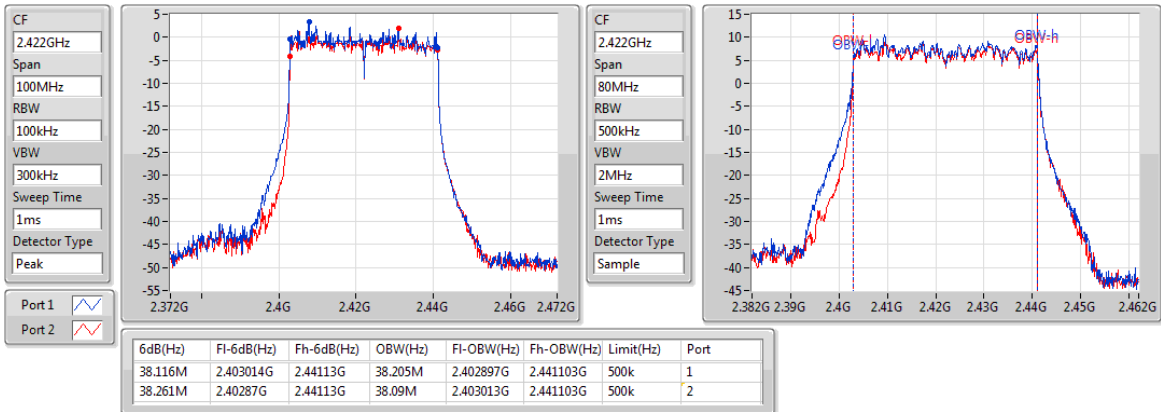 CF
2.422GHz
Span
100MHz
RBW
100kHz
VBW
300kHz
Sweep Time
1ms
Detector Type
Peak
Port 1
Port 2
5
0
-5
-10
-15
-20
-25
-30
-35
-40
-45
-50
-55
2.372G 2.4G 2.42G 2.44G 2.46G 2.472G
CF
2.422GHz
Span
80MHz
RBW
500kHz
VBW
2MHz
Sweep Time
1ms
Detector Type
Sample
15
10
5
0
-5
-10
-15
-20
-25
-30
-35
-40
-45
OBW-h
2.382G 2.39G 2.4G 2.41G 2.42G 2.43G 2.44G 2.45G 2.462G
6dB(Hz) Fl-6dB(Hz) Fh-6dB(Hz) OBW(Hz) Fl-OBW(Hz) Fh-OBW(Hz) Limit(Hz) Port
38.116M 2.403014G 2.44113G 38.205M 2.402897G 2.441103G 500k 1
38.261M 2.40287G 2.44113G 38.09M 2.403013G 2.441103G 500k 2